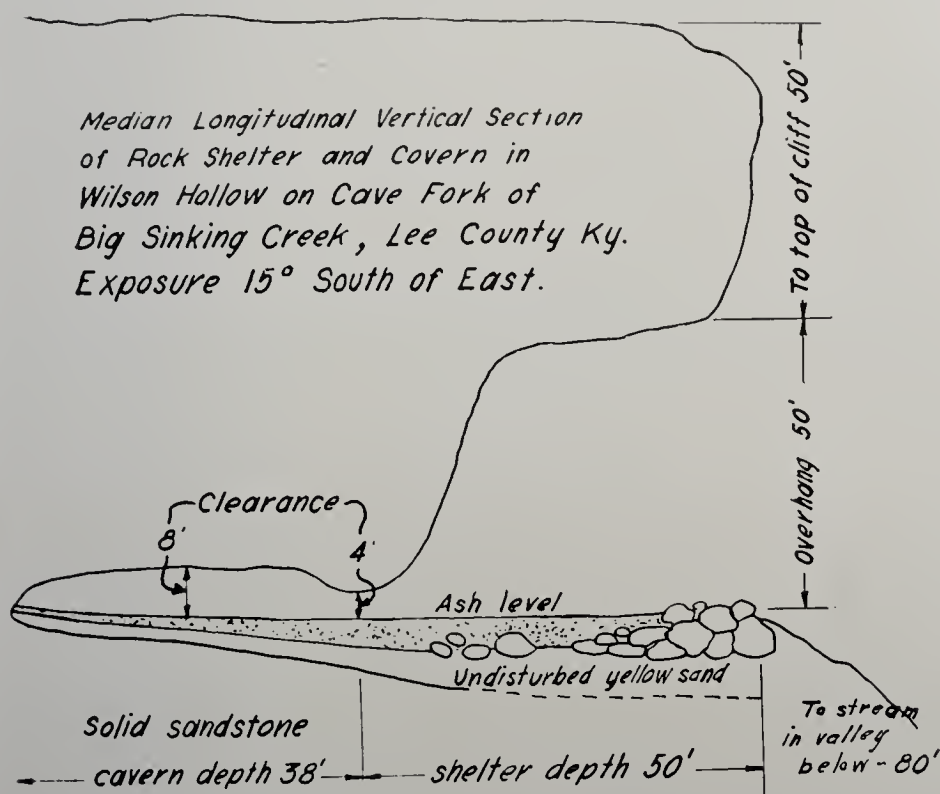 Median Longitudinal Vertical Section
of Rock Shelter and Covern in
Wilson Hollow on Cave Fork of
Big Sinking Creek, Lee County Ky.
Exposure 15° South of East.
To top of cliff 50'
Overhang 50'
Clearance
8'
4'
Ash level
Undisturbed yellow sand
Solid sandstone
cavern depth 38'
shelter depth 50'
To stream
in valley
below - 80'